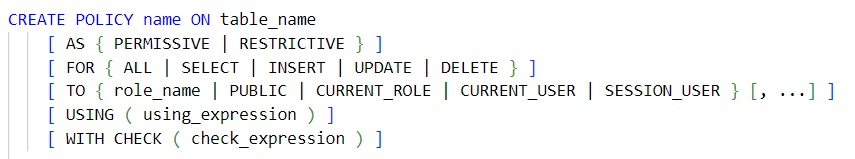 CREATE POLICY name ON table_name
[ AS { PERMISSIVE | RESTRICTIVE } ]
[ FOR { ALL | SELECT | INSERT | UPDATE | DELETE } ]
[ TO { role_name | PUBLIC | CURRENT_ROLE | CURRENT_USER | SESSION_USER } [, ...] ]
[ USING ( using_expression ) ]
[ WITH CHECK ( check_expression ) ]